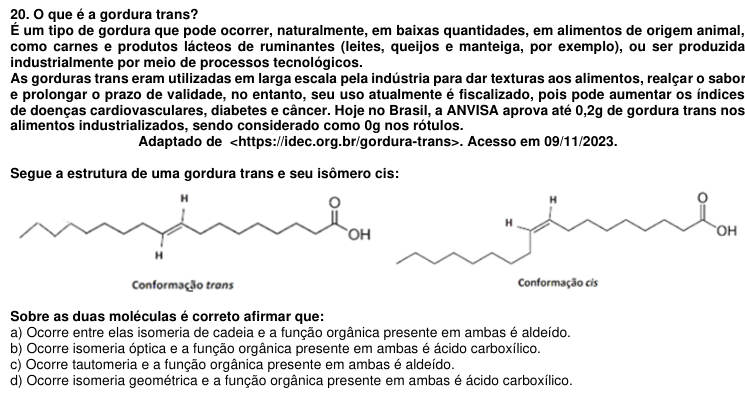 20. O que é a gordura trans?
É um tipo de gordura que pode ocorrer, naturalmente, em baixas quantidades, em alimentos de origem animal,
como carnes e produtos lácteos de ruminantes (leites, queijos e manteiga, por exemplo), ou ser produzida
industrialmente por meio de processos tecnológicos.
As gorduras trans eram utilizadas em larga escala pela indústria para dar texturas aos alimentos, realçar o sabor
e prolongar o prazo de validade, no entanto, seu uso atualmente é fiscalizado, pois pode aumentar os índices
de doenças cardiovasculares, diabetes e câncer. Hoje no Brasil, a ANVISA aprova até 0,2g de gordura trans nos
alimentos industrializados, sendo considerado como 0g nos rótulos.
Adaptado de <https://idec.org.br/gordura-trans>. Acesso em 09/11/2023.
Segue a estrutura de uma gordura trans e seu isômero cis:
H
O
OH
H
Conformação trans
H
H
O
OH
Conformação cis
Sobre as duas moléculas é correto afirmar que:
a) Ocorre entre elas isomeria de cadeia e a função orgânica presente em ambas é aldeído.
b) Ocorre isomeria óptica e a função orgânica presente em ambas é ácido carboxílico.
c) Ocorre tautomeria e a função orgânica presente em ambas é aldeído.
d) Ocorre isomeria geométrica e a função orgânica presente em ambas é ácido carboxílico.